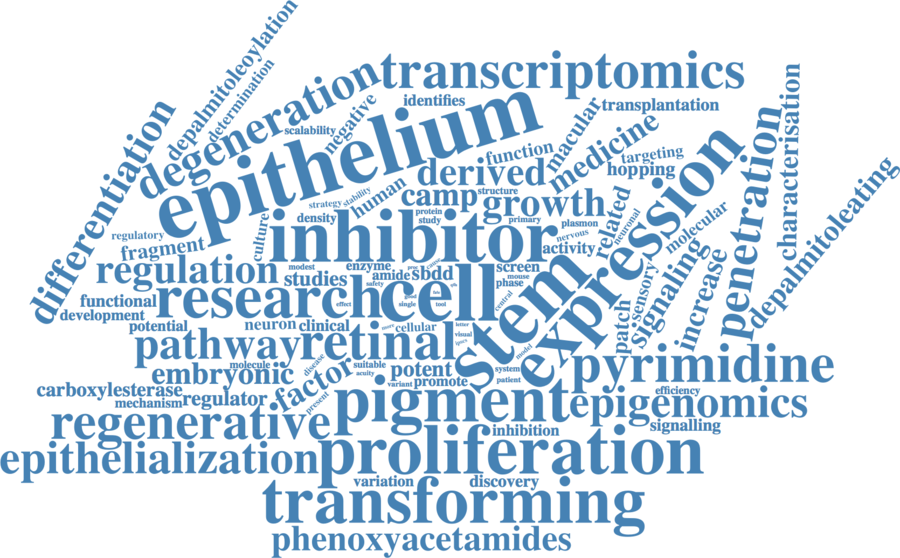 depalmitoleoylation
determination
transcriptomics
degeneration
identifies
negative
scalability
epithelium
macular
transplantation
characterisation
differentiation
medicine
function
targeting
hopping
derived
penetration
expression
depalmitoleating
strategy
stability
human
camp
structure
growth
related
neuronal
molecular
regulatory
fragment
culture
density
protein
study
primary
plasmon
nervous
inhibitor
activity
regulation
modest
studies
enzyme
amide
safety
sbdd
screen
mouse
phase
stem
sensory
signaling
increase
patch
functional
development
research
effect
cell
single
tool
central
potential
neuron
clinical
cellular
letter
visual
pathway
retinal
model
molecule
disease
suitable
acuity
potent
system
patient
pyrimidine
embryonic
factor
variant
promote
carboxylesterase
mechanism
regulator
present
pigment
efficiency
epigenomics
regenerative
inhibition
signalling
epithelialization
proliferation
variation
discovery
transforming
phenoxyacetamides